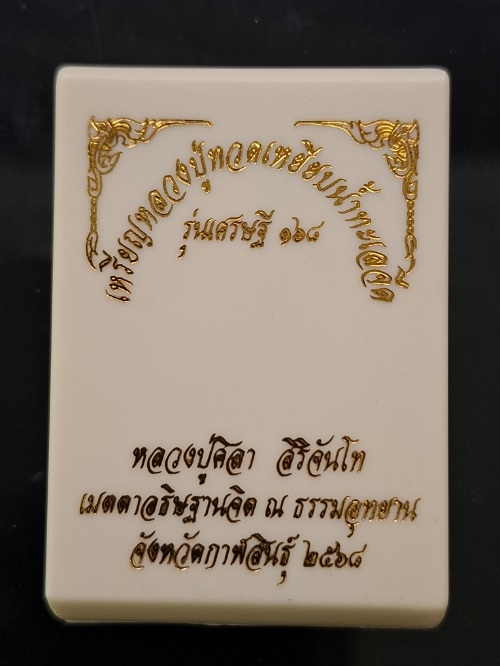 เหรียญหลวงปู่ทวดเหยียบน้ำทะเลจืด
รุ่นเศรษฐี ๑๖๘
หลวงปู่ศิลา สิริจันโท
เมตตาอธิษฐานจิต ณ ธรรมอุทยาน
จังหวัดกาฬสินธุ์ ๒๕๖๘